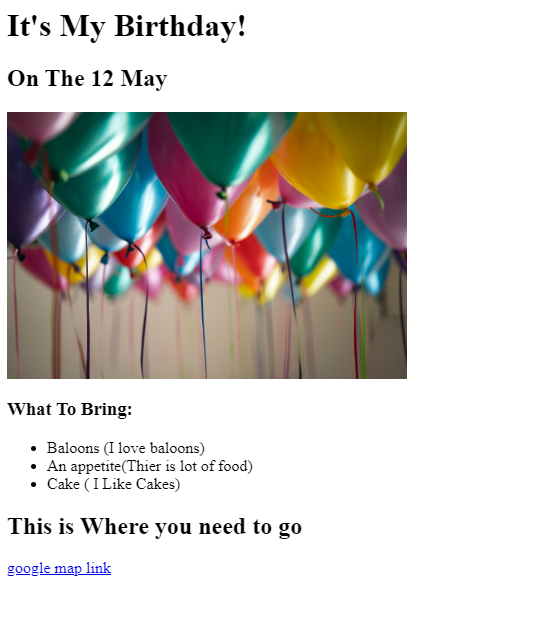 It's My Birthday!
On The 12 May
What To Bring:
Baloons (I love baloons)
An appetite(Thier is lot of food)
Cake ( I Like Cakes)
This is Where you need to go
google map link